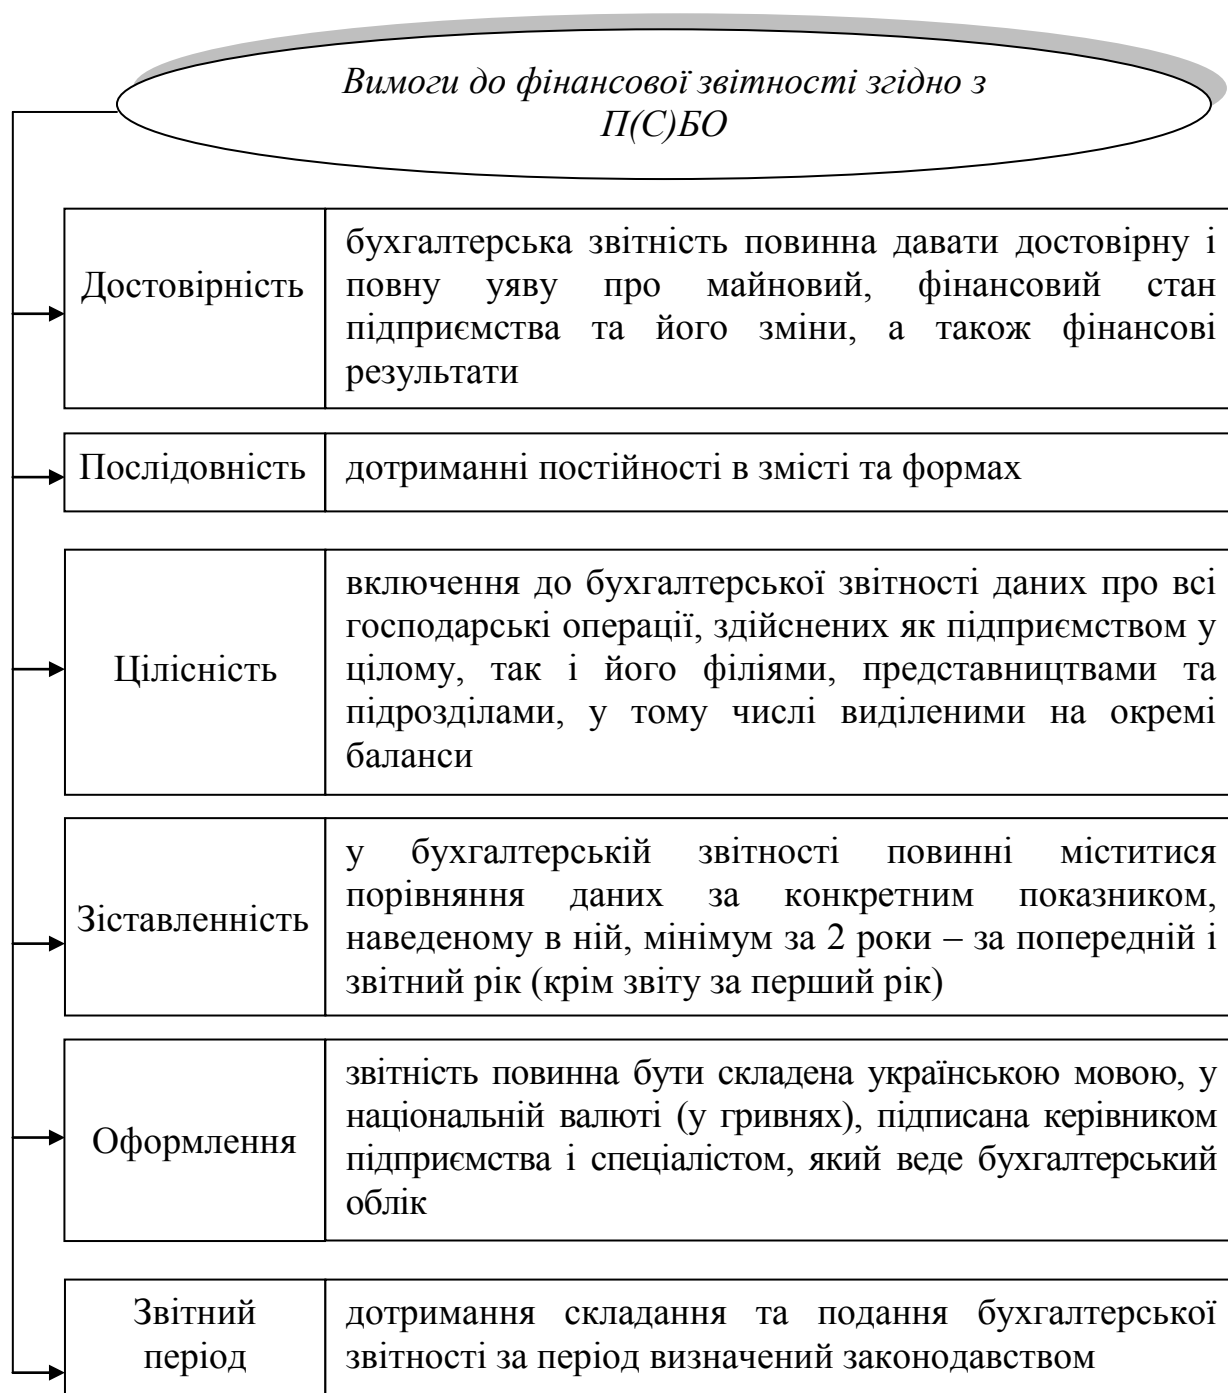 Вимоги до фінансової звітності згідно з
П(С)БО
Достовірність
бухгалтерська звітність повинна давати достовірну і
повну уяву про майновий, фінансовий стан
підприємства та його зміни, а також фінансові
результати
Послідовність
дотриманні постійності в змісті та формах
Цілісність
включення до бухгалтерської звітності даних про всі
господарські операції, здійснених як підприємством у
цілому, так і його філіями, представництвами та
підрозділами, у тому числі виділеними на окремі
баланси
Зіставленність
у бухгалтерській звітності повинні міститися
порівняння даних за конкретним показником,
наведеному в ній, мінімум за 2 роки – за попередній і
звітний рік (крім звіту за перший рік)
Оформлення
звітність повинна бути складена українською мовою, у
національній валюті (у гривнях), підписана керівником
підприємства і спеціалістом, який веде бухгалтерський
облік
Звітний
період
дотримання складання та подання бухгалтерської
звітності за період визначений законодавством